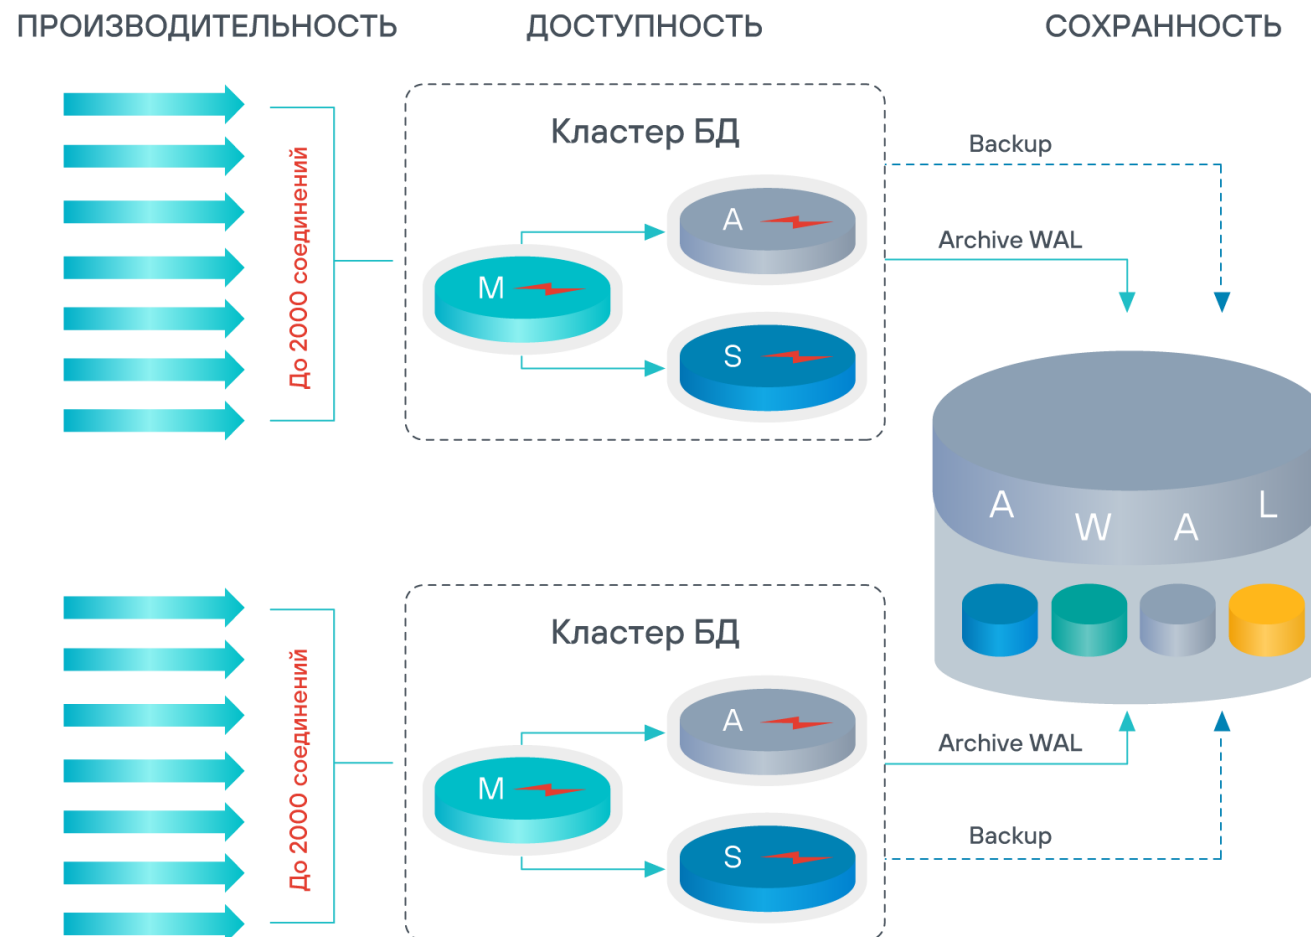 ПРОИЗВОДИТЕЛЬНОСТЬ
ДОСТУПНОСТЬ
СОХРАННОСТЬ
До 2000 соединений
Кластер БД
A
M
S
Backup
Archive WAL
A W A L
До 2000 соединений
Кластер БД
A
M
S
Archive WAL
Backup